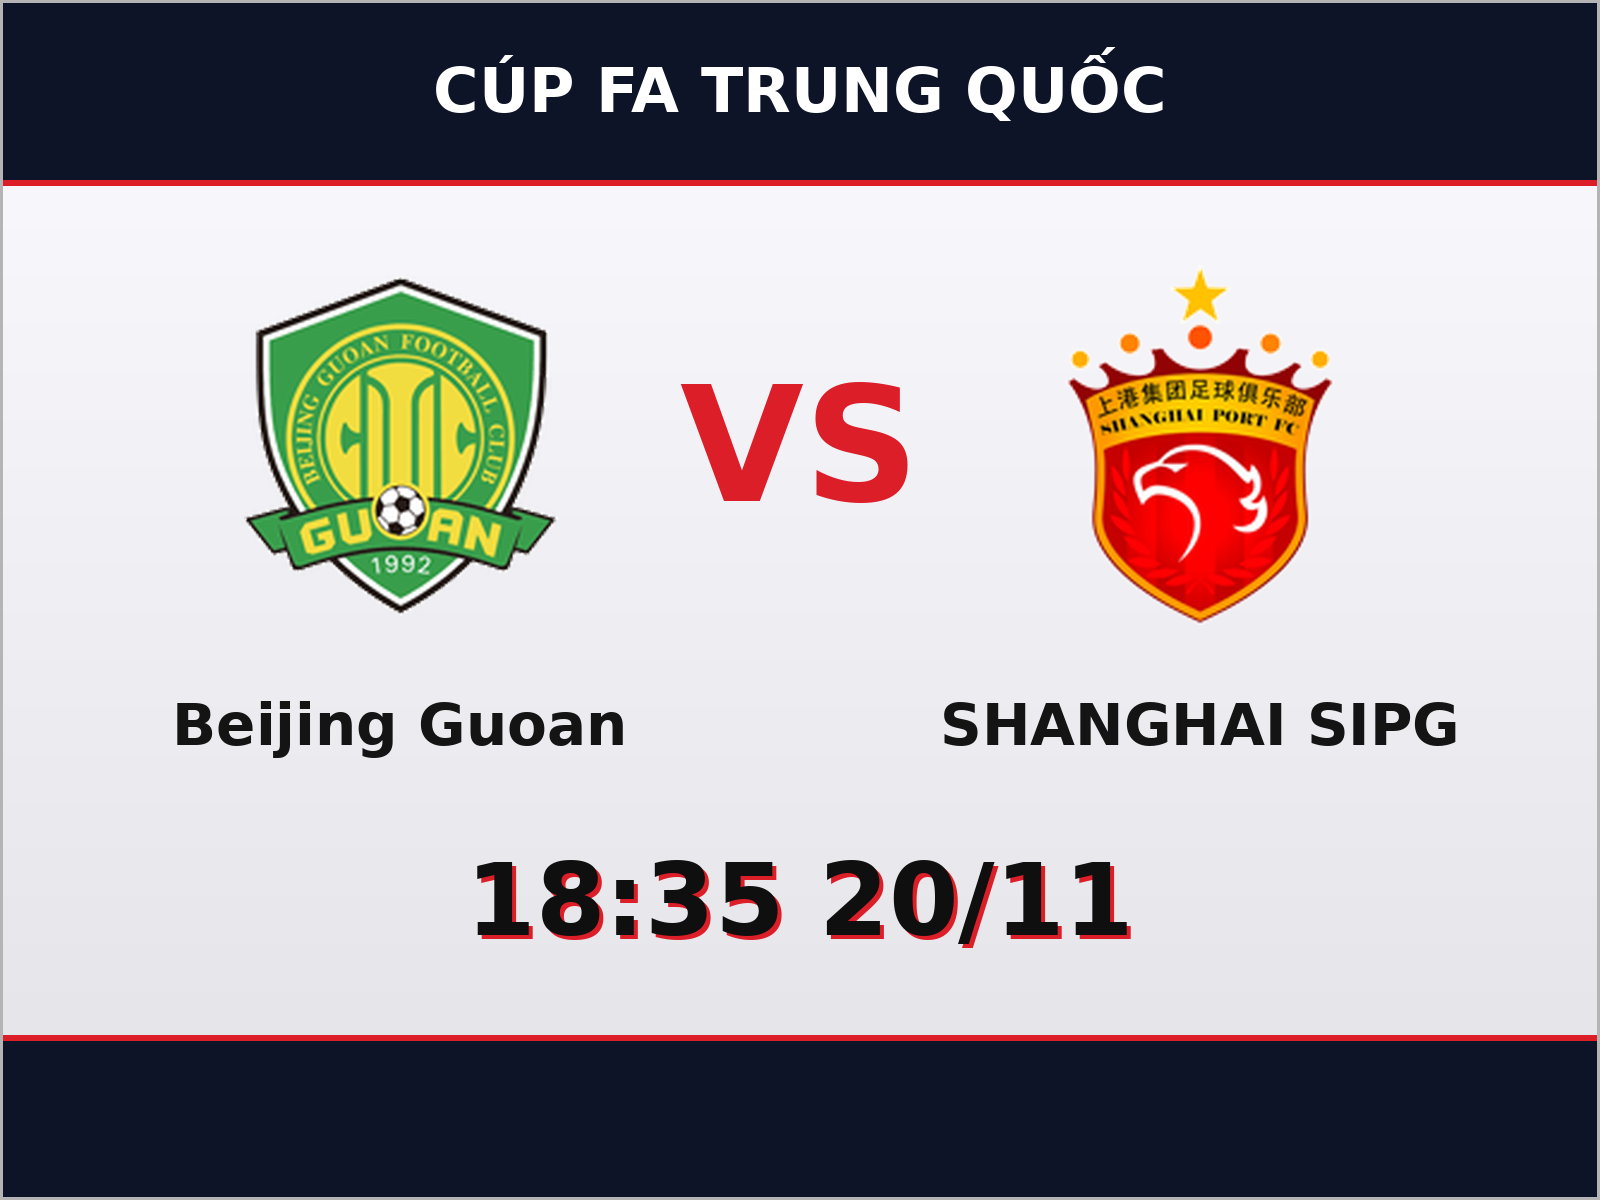 CÚP FA TRUNG QUỐC
BEIJING GUOAN FOOTBALL CLUB
GUOAN
1992
VS
上港集团足球俱乐部
SHANGHAI PORT FC
Beijing Guoan
SHANGHAI SIPG
18:35 20/11